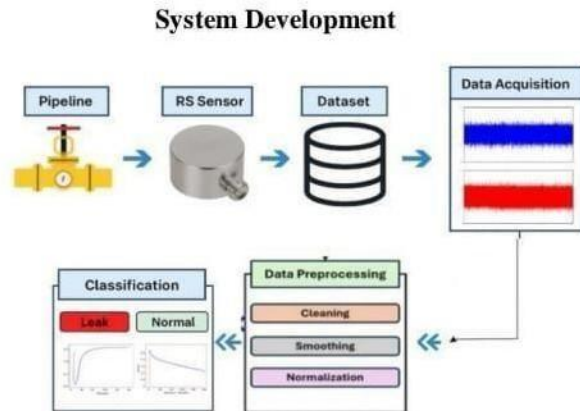 System Development
Pipeline
RS Sensor
Dataset
Data Acquisition
Data Preprocessing
Cleaning
Smoothing
Normalization
Classification
Leak
Normal